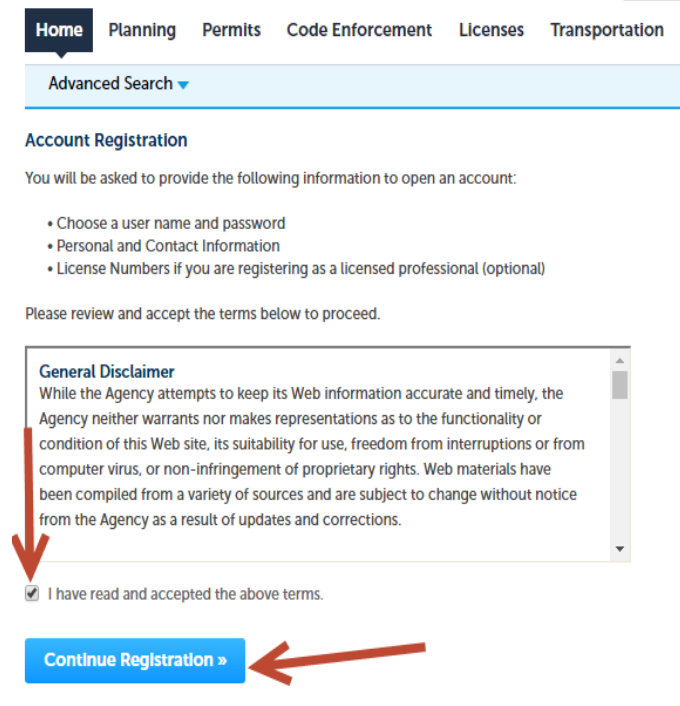 Home Planning Permits Code Enforcement Licenses Transportation
Advanced Search
Account Registration
You will be asked to provide the following information to open an account:
• Choose a user name and password
• Personal and Contact Information
• License Numbers if you are registering as a licensed professional (optional)
Please review and accept the terms below to proceed.
General Disclaimer
While the Agency attempts to keep its Web information accurate and timely, the
Agency neither warrants nor makes representations as to the functionality or
condition of this Web site, its suitability for use, freedom from interruptions or from
computer virus, or non-infringement of proprietary rights. Web materials have
been compiled from a variety of sources and are subject to change without notice
from the Agency as a result of updates and corrections.
I have read and accepted the above terms.
Continue Registration »